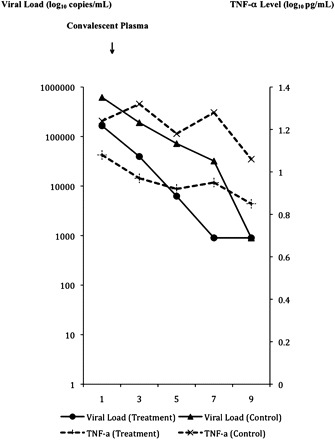 Viral Load (log₁₀ copies/mL) TNF-α Level (log₁₀ pg/mL)
Convalescent Plasma
1000000 1.4
100000 1.2
10000 1
1000 0.8
0.6
100 0.4
10 0.2
1 0
1 3 5 7 9
Viral Load (Treatment) Viral Load (Control)
TNF-a (Treatment) TNF-a (Control)